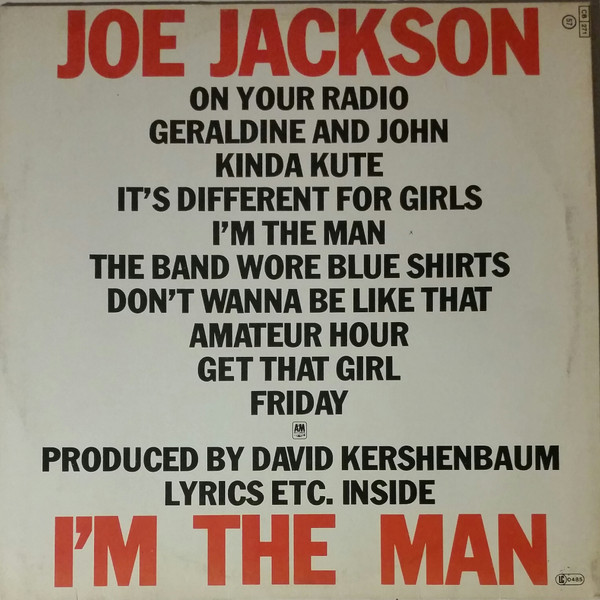 JOE JACKSON
ON YOUR RADIO
GERALDINE AND JOHN
KINDA KUTE
IT'S DIFFERENT FOR GIRLS
I'M THE MAN
THE BAND WORE BLUE SHIRTS
DON'T WANNA BE LIKE THAT
AMATEUR HOUR
GET THAT GIRL
FRIDAY
A&M
PRODUCED BY DAVID KERSHENBAUM
LYRICS ETC. INSIDE
I'M THE MAN